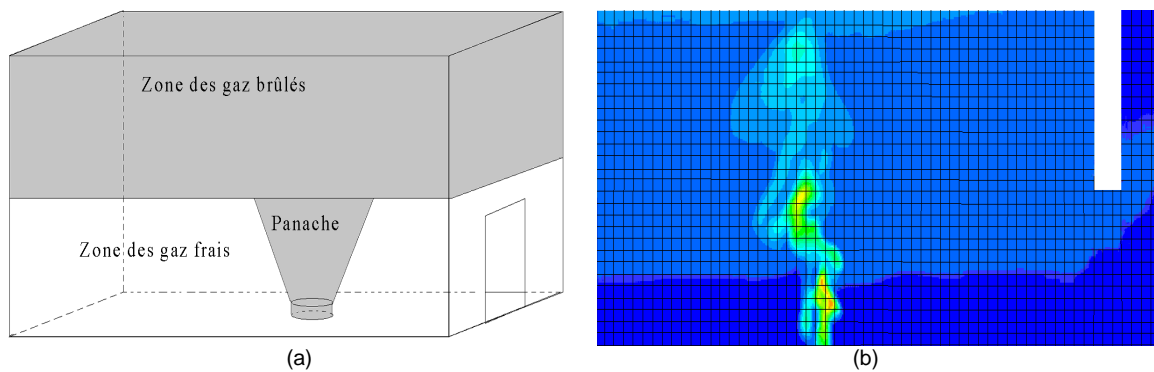 Zone des gaz brûlés
Panache
Zone des gaz frais
(a)
(b)